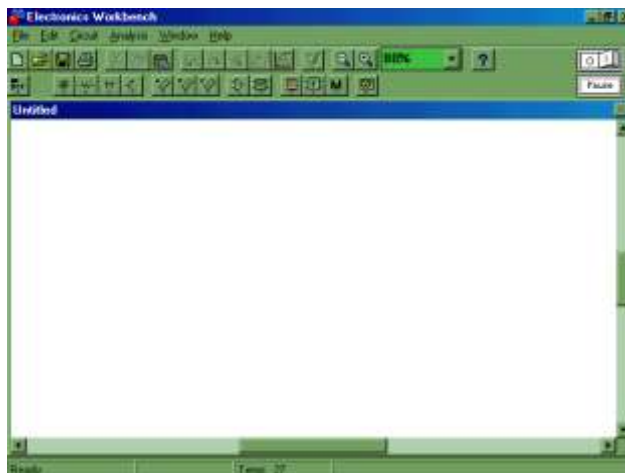 Electronics Workbench
File Edit Circuit Analysis Window Help
100% ?
Pause
Untitled
Ready Temp: 27